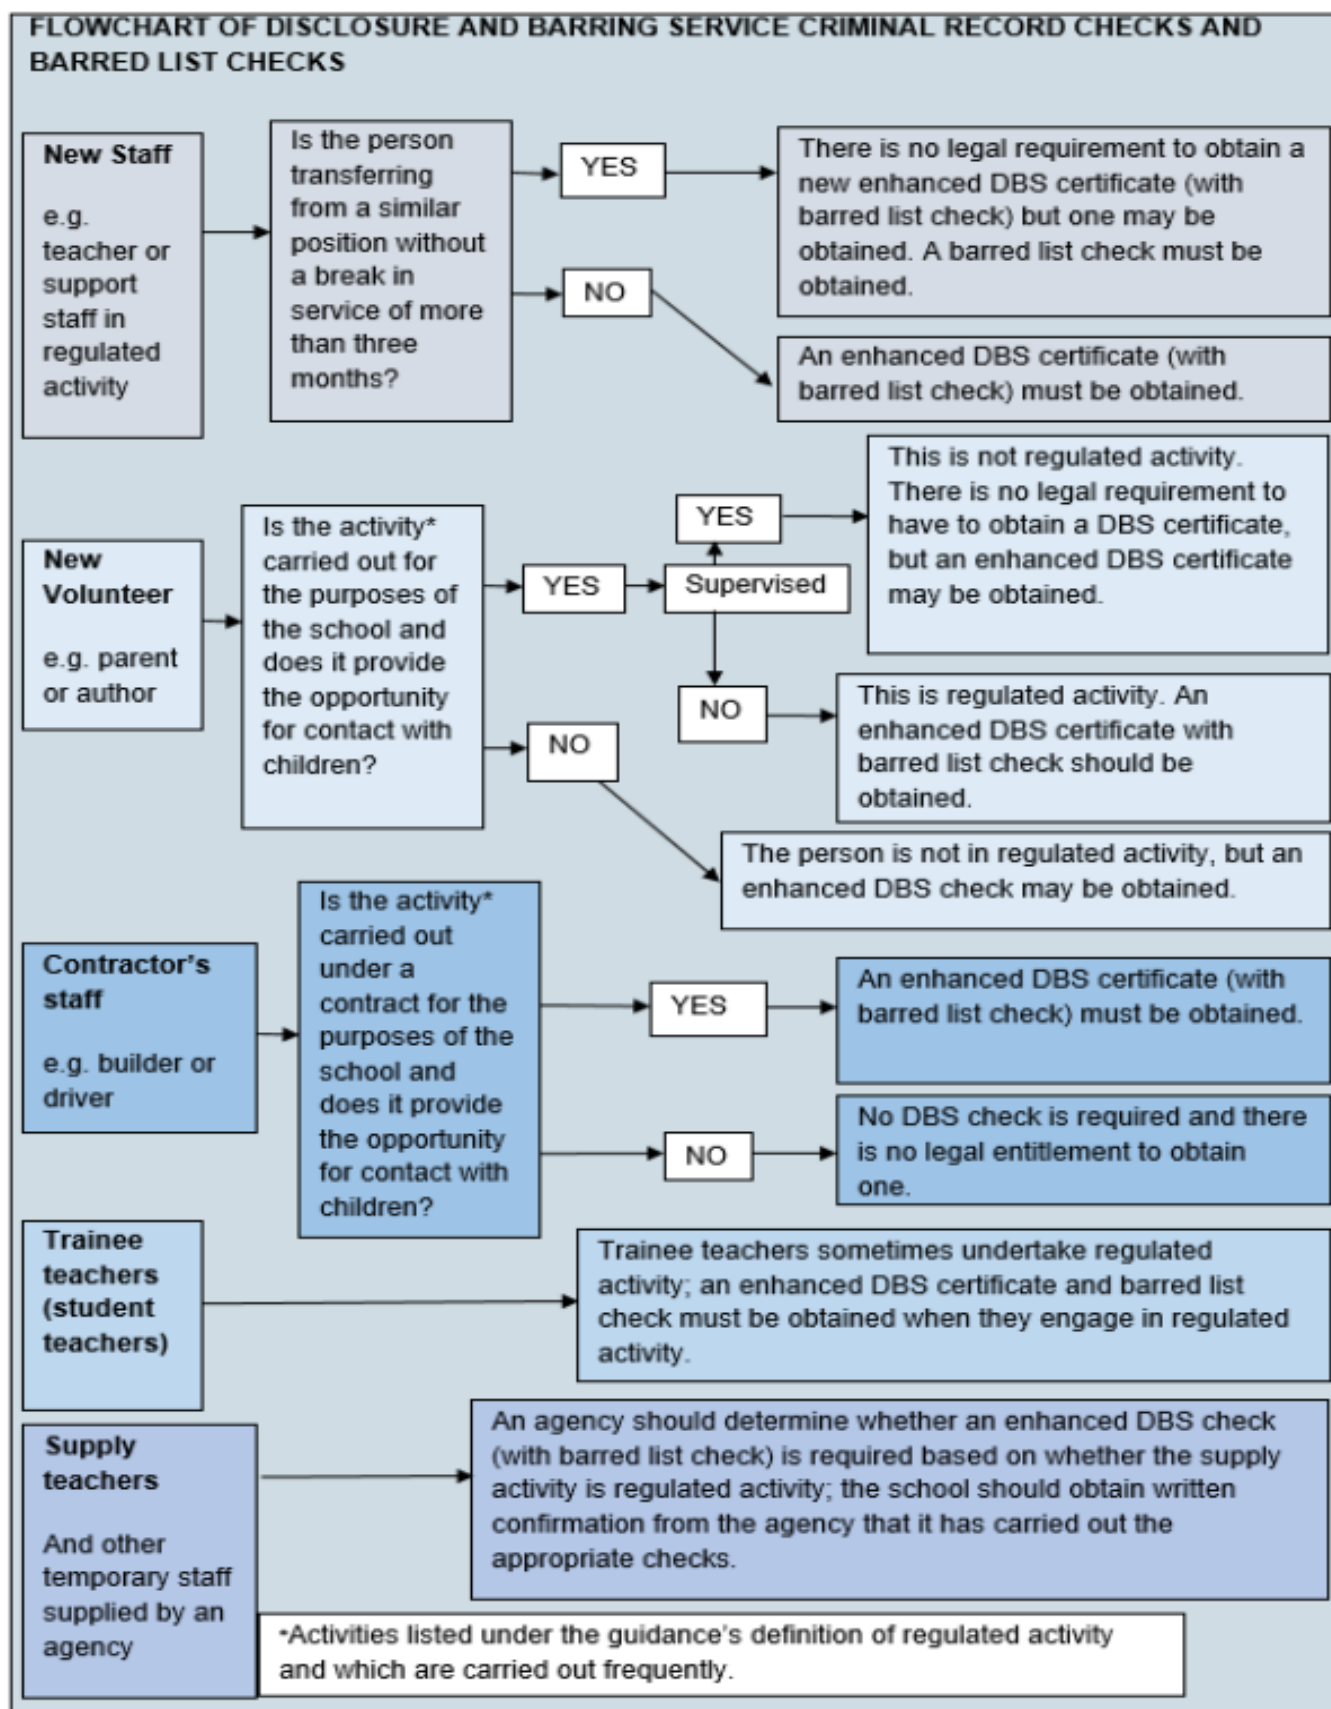 FLOWCHART OF DISCLOSURE AND BARRING SERVICE CRIMINAL RECORD CHECKS AND
BARRED LIST CHECKS
New Staff
e.g.
teacher or
support
staff in
regulated
activity
Is the person
transferring
from a similar
position without
a break in
service of more
than three
months?
YES
NO
There is no legal requirement to obtain a
new enhanced DBS certificate (with
barred list check) but one may be
obtained. A barred list check must be
obtained.
An enhanced DBS certificate (with
barred list check) must be obtained.
New
Volunteer
e.g. parent
or author
Is the activity*
carried out for
the purposes of
the school and
does it provide
the opportunity
for contact with
children?
YES
NO
Supervised
YES
NO
This is not regulated activity.
There is no legal requirement to
have to obtain a DBS certificate,
but an enhanced DBS certificate
may be obtained.
This is regulated activity. An
enhanced DBS certificate with
barred list check should be
obtained.
The person is not in regulated activity, but an
enhanced DBS check may be obtained.
Contractor's
staff
e.g. builder or
driver
Is the activity*
carried out
under a
contract for the
purposes of the
school and
does it provide
the opportunity
for contact with
children?
YES
NO
An enhanced DBS certificate (with
barred list check) must be obtained.
No DBS check is required and there
is no legal entitlement to obtain
one.
Trainee
teachers
(student
teachers)
Trainee teachers sometimes undertake regulated
activity; an enhanced DBS certificate and barred list
check must be obtained when they engage in regulated
activity.
Supply
teachers
And other
temporary staff
supplied by an
agency
An agency should determine whether an enhanced DBS check
(with barred list check) is required based on whether the supply
activity is regulated activity; the school should obtain written
confirmation from the agency that it has carried out the
appropriate checks.
*Activities listed under the guidance's definition of regulated activity
and which are carried out frequently.